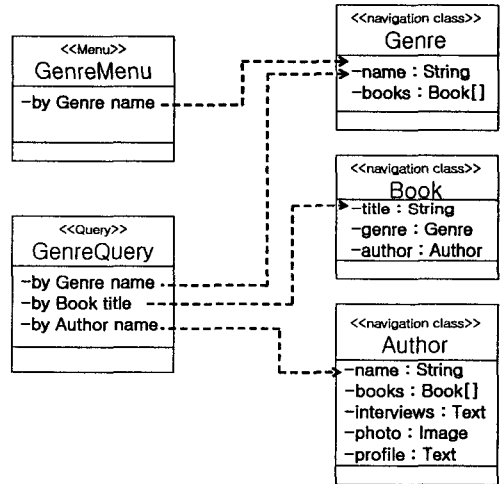 <<Menu>>
GenreMenu
-by Genre name
<<Query>>
GenreQuery
-by Genre name
-by Book title
-by Author name
<<navigation class>>
Genre
-name : String
-books : Book[]
<<navigation class>>
Book
-title : String
-genre : Genre
-author : Author
<<navigation class>>
Author
-name : String
-books : Book[]
-interviews : Text
-photo : Image
-profile : Text